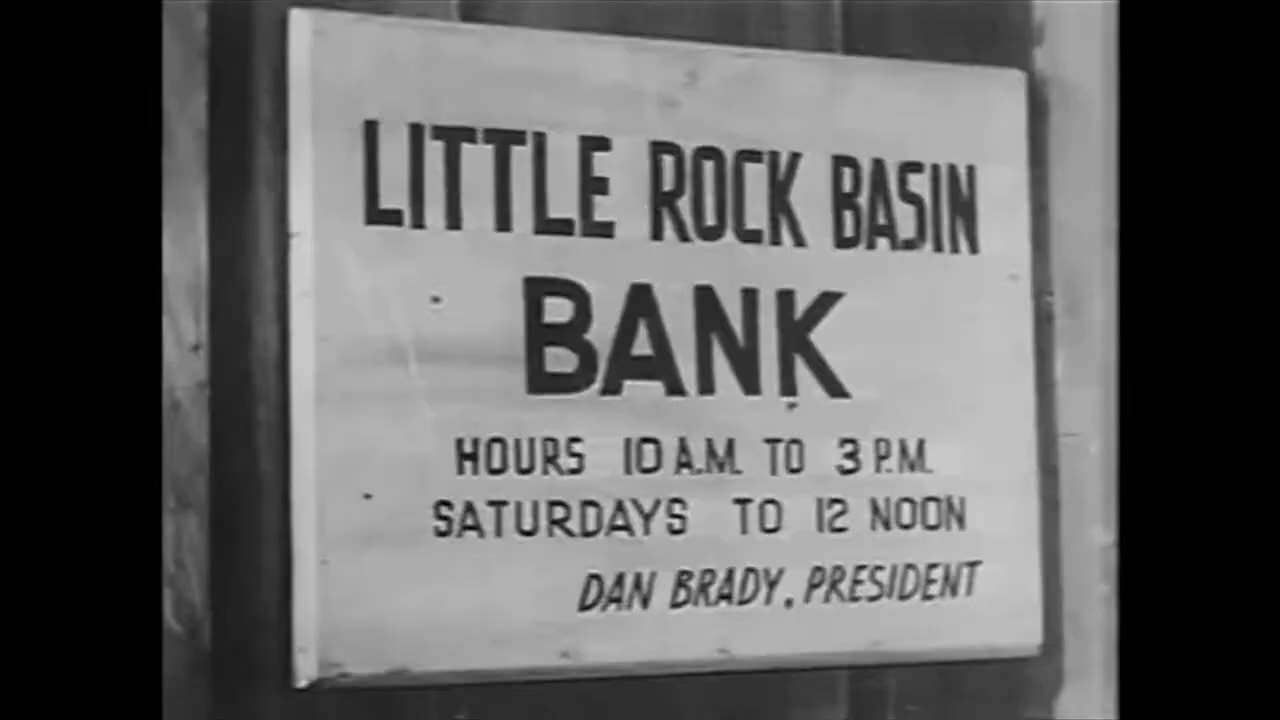 LITTLE ROCK BASIN
BANK
HOURS 10 A.M. TO 3 P.M.
SATURDAYS TO 12 NOON
DAN BRADY, PRESIDENT